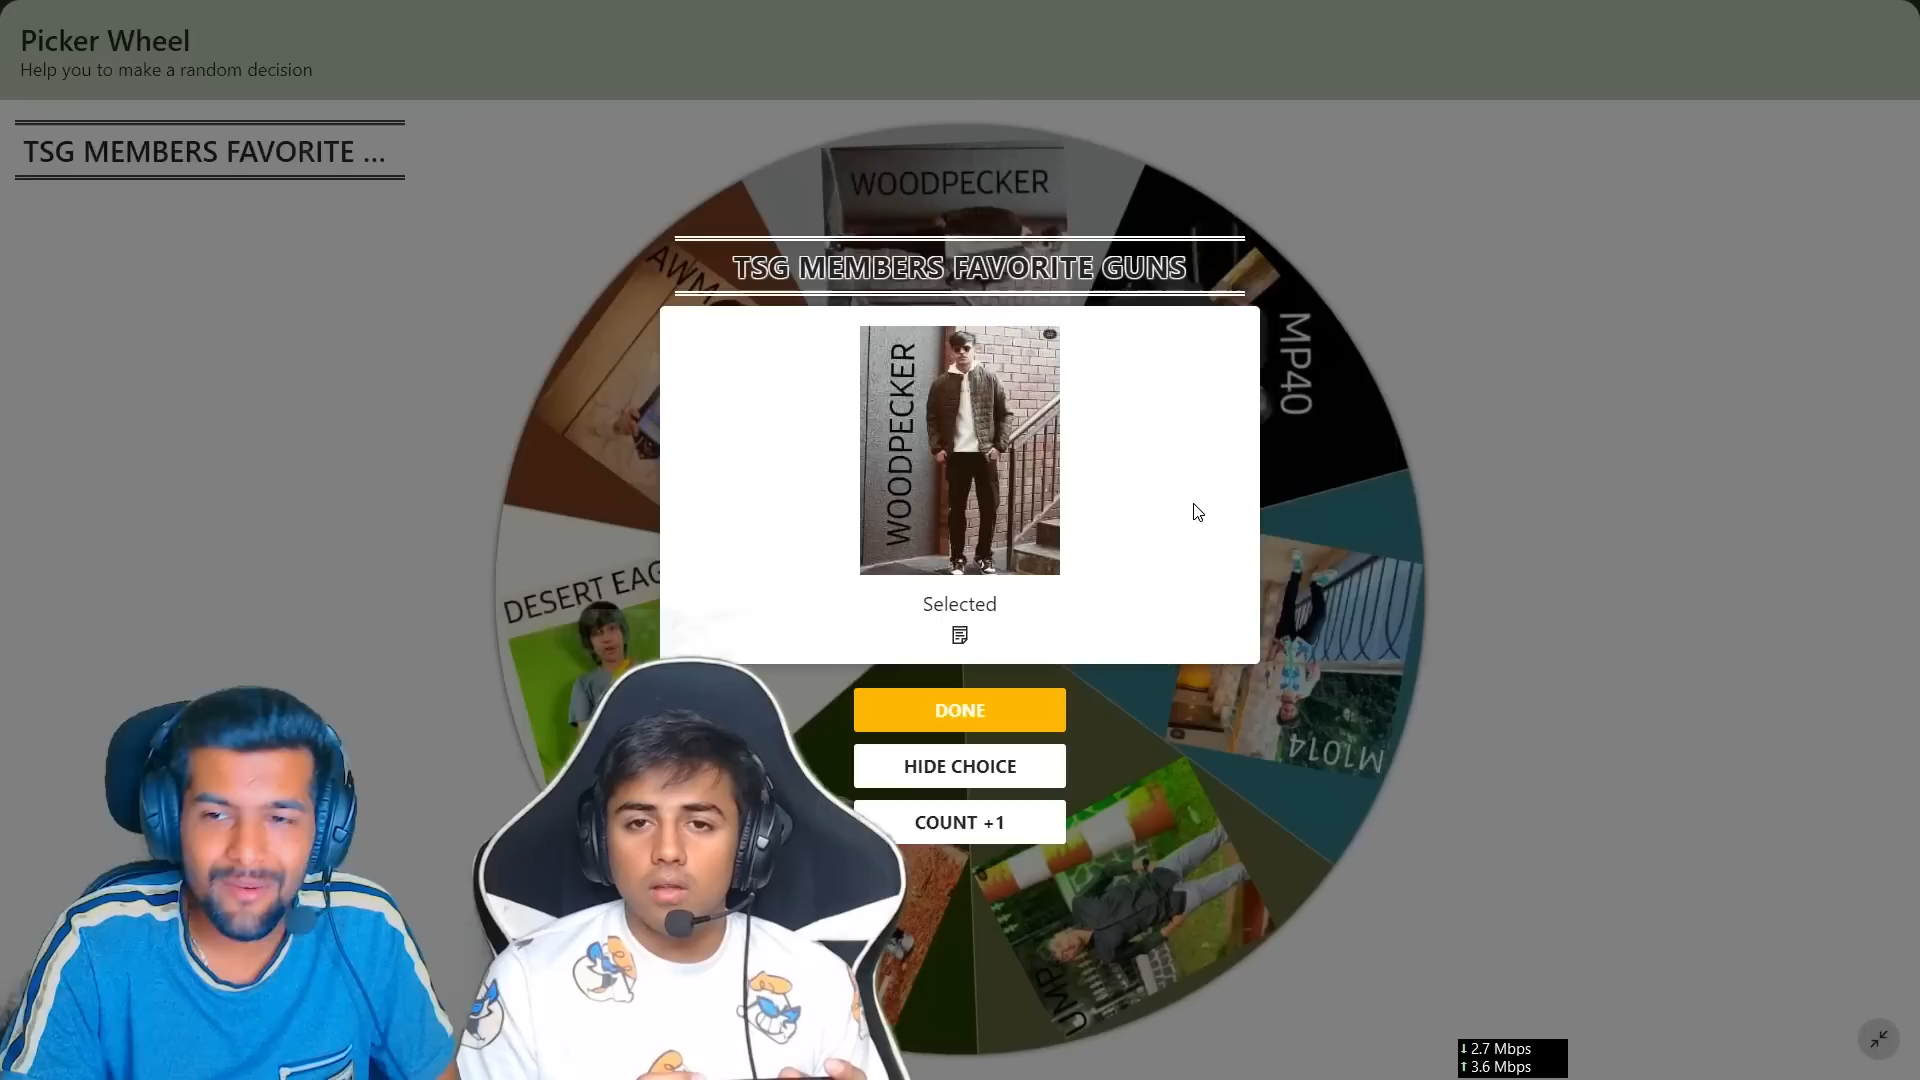 Picker Wheel
Help you to make a random decision
TSG MEMBERS FAVORITE ...
WOODPECKER
AWM
MP40
TSG MEMBERS FAVORITE GUNS
WOODPECKER
DESERT EAG
Selected
M1014
DONE
HIDE CHOICE
COUNT +1
UMP
↓ 2.7 Mbps
↑ 3.6 Mbps